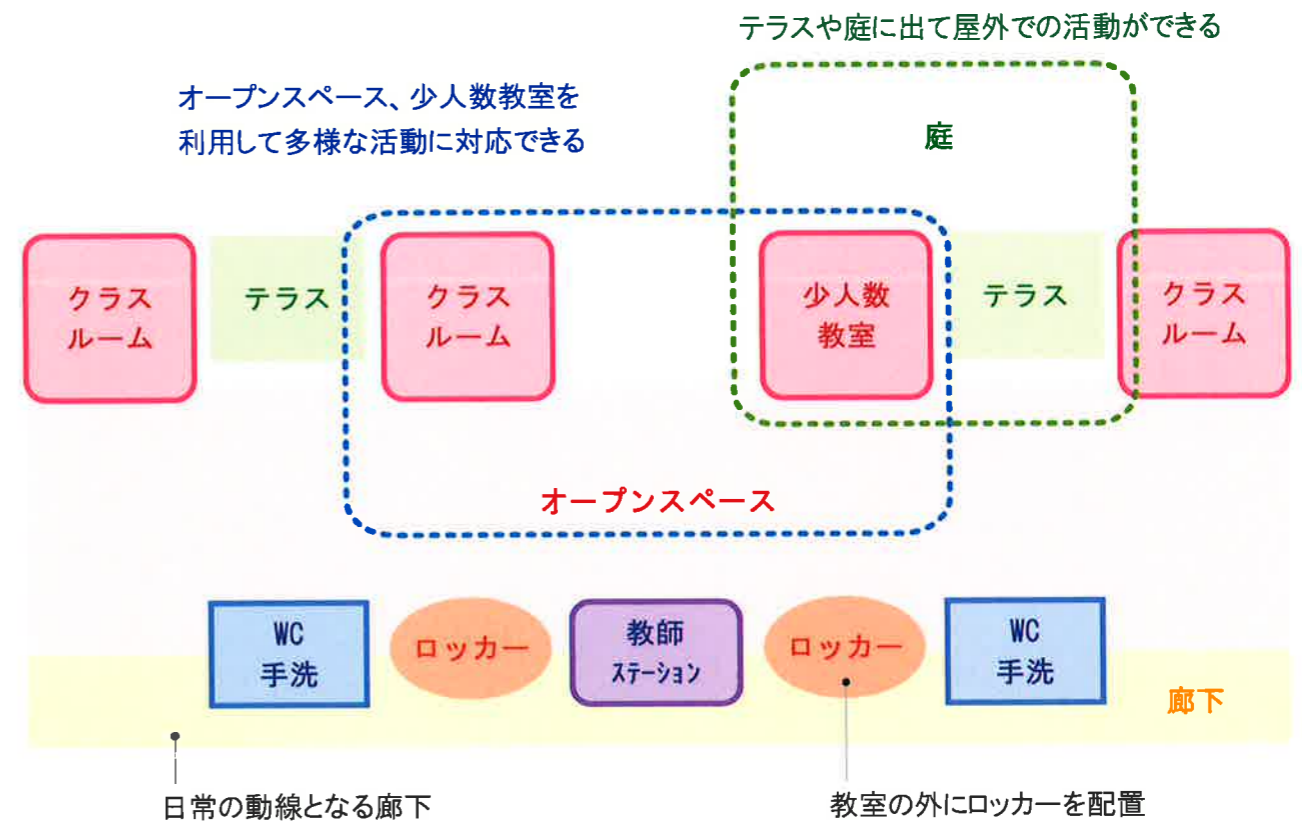 テラスや庭に出て屋外での活動ができる
オープンスペース、少人数教室を
利用して多様な活動に対応できる
庭
クラス
ルーム
テラス
クラス
ルーム
少人数
教室
テラス
クラス
ルーム
オープンスペース
WC
手洗
ロッカー
教師
ｽﾃｰｼｮﾝ
ロッカー
WC
手洗
廊下
日常の動線となる廊下
教室の外にロッカーを配置